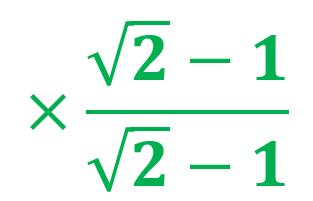 × (√2 − 1)/(√2 − 1)